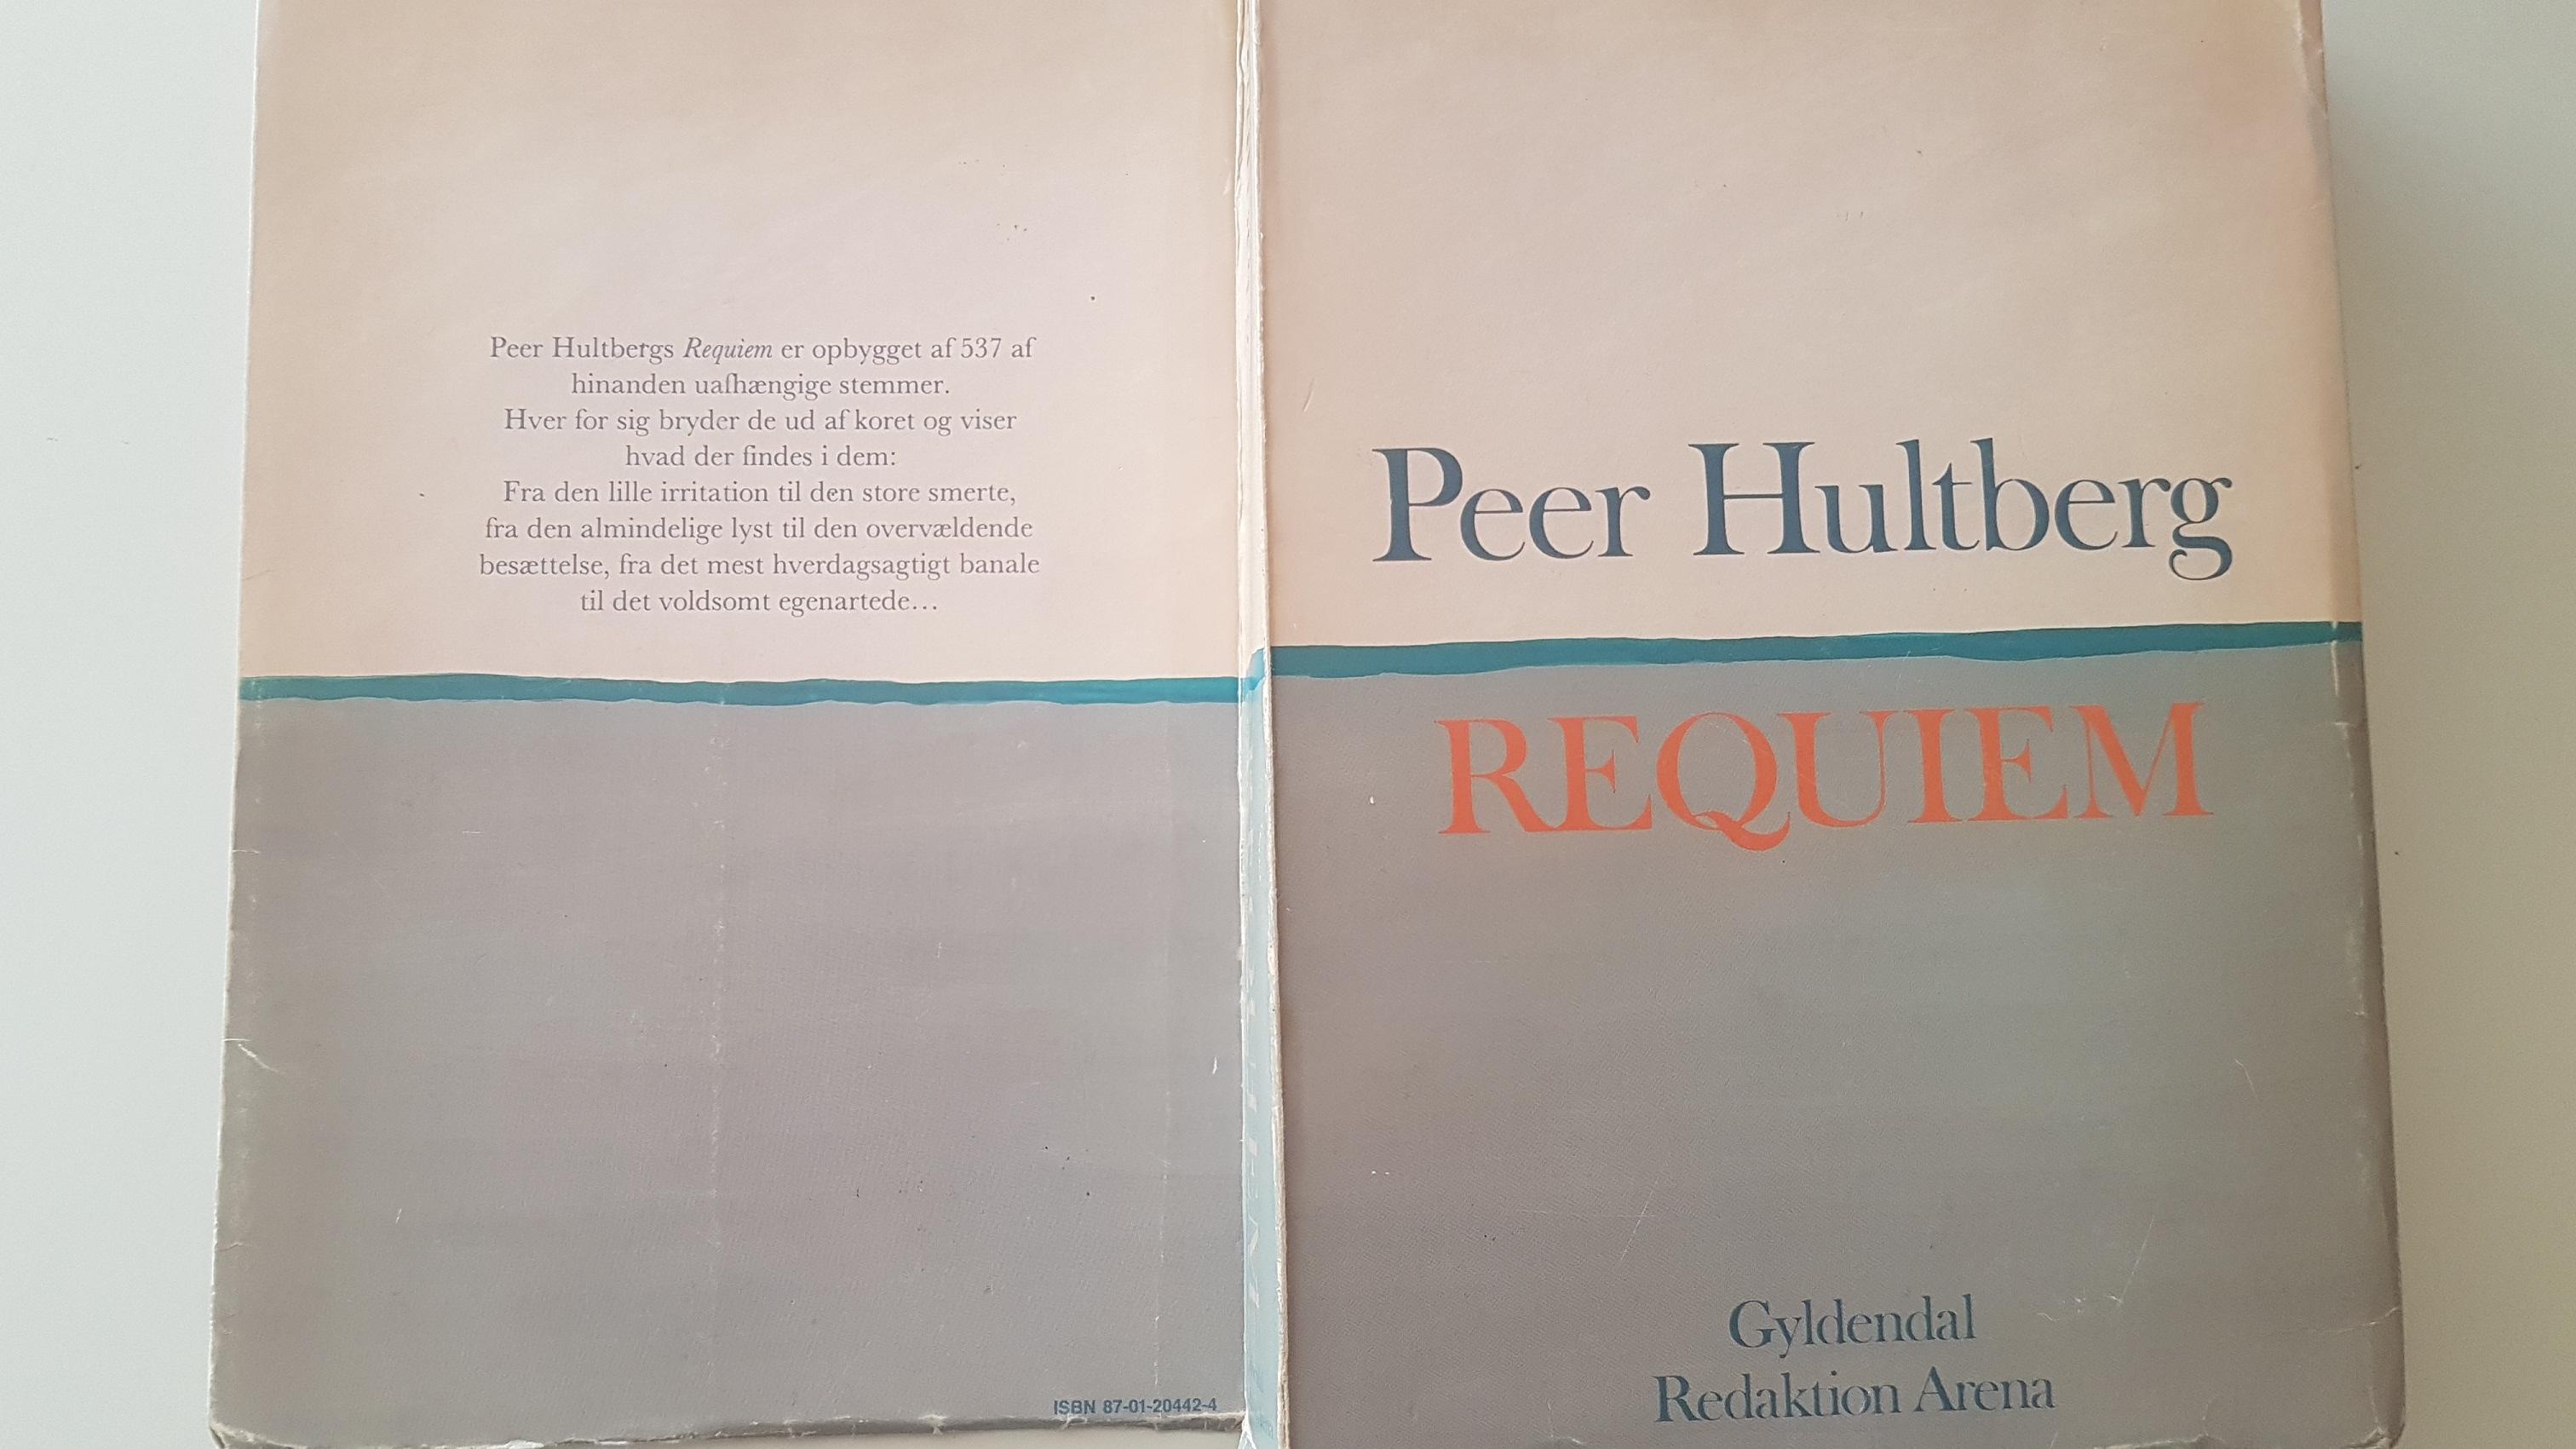 Peer Hultbergs Requiem er opbygget af 537 af
hinanden uafhængige stemmer.
Hver for sig bryder de ud af koret og viser
hvad der findes i dem:
Fra den lille irritation til den store smerte,
fra den almindelige lyst til den overvældende
besættelse, fra det mest hverdagsagtigt banale
til det voldsomt egenartede...
ISBN 87-01-20442-4
Peer Hultberg
REQUIEM
Gyldendal
Redaktion Arena